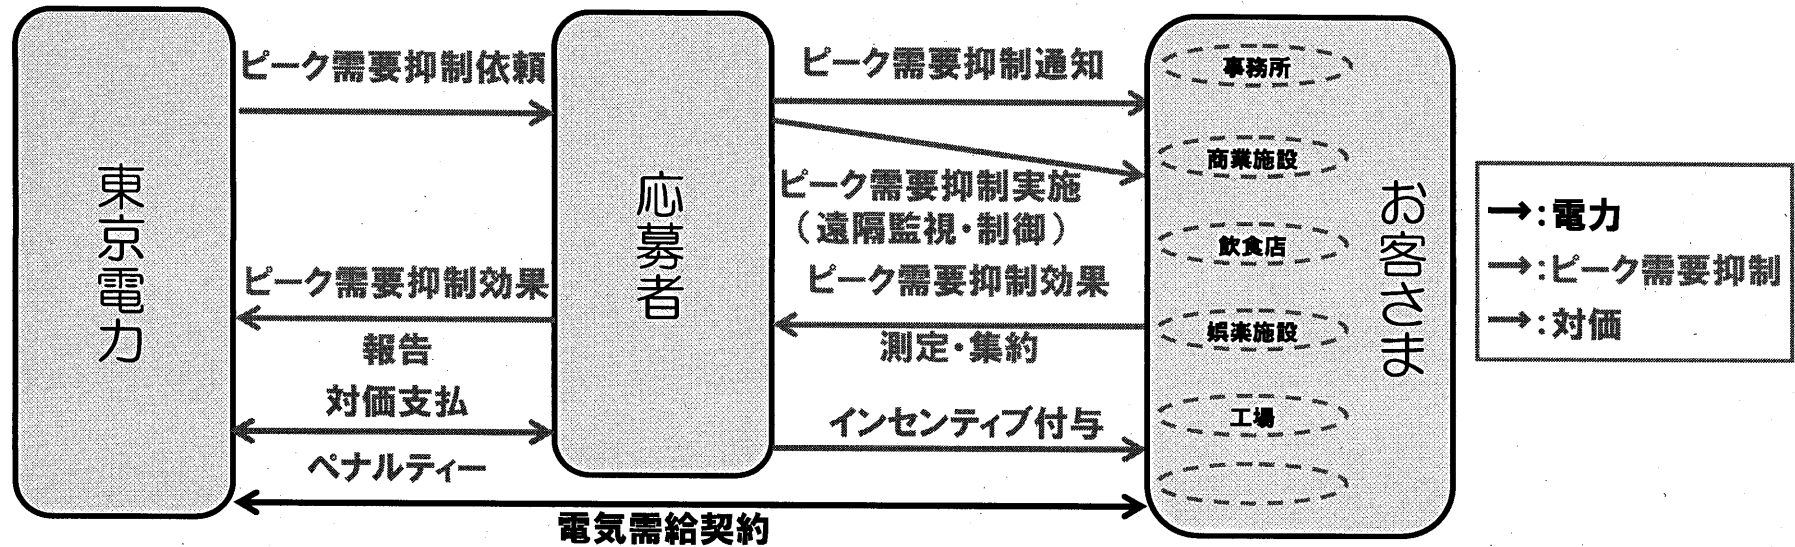 東京電力
ピーク需要抑制依頼
ピーク需要抑制効果
報告
対価支払
ペナルティー
応募者
ピーク需要抑制通知
ピーク需要抑制実施
（遠隔監視・制御）
ピーク需要抑制効果
測定・集約
インセンティブ付与
電気需給契約
事務所
商業施設
飲食店
娯楽施設
工場
お客さま
→：電力
→：ピーク需要抑制
→：対価